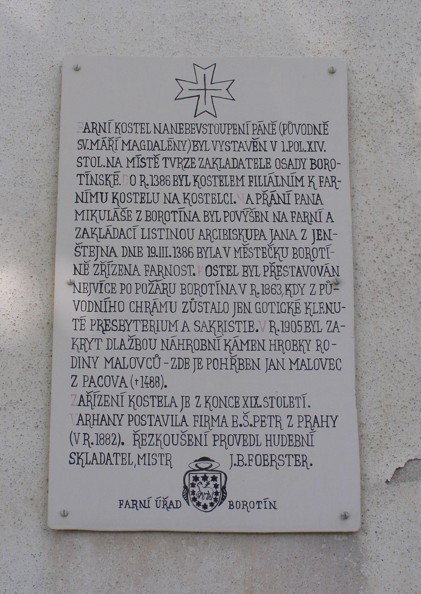 FARNÍ KOSTEL NANEBEVSTOUPENÍ PÁNĚ (PŮVODNĚ
SV. MÁŘÍ MAGDALENY) BYL VYSTAVĚN V 1. POL. XIV.
STOL. NA MÍSTĚ TVRZE ZAKLADATELE OSADY BORO-
TÍNSKÉ. DO R. 1386 BYL KOSTELEM FILIÁLNÍM K FAR-
NÍMU KOSTELU NA KOSTELCI. NA PŘÁNÍ PANA
MIKULÁŠE Z BOROTÍNA BYL POVÝŠEN NA FARNÍ A
ZAKLÁDACÍ LISTINOU ARCIBISKUPA JANA Z JEN-
ŠTEJNA DNE 19. III. 1386 BYLA V MĚSTEČKU BOROTÍ-
NĚ ZŘÍZENA FARNOST. KOSTEL BYL PŘESTAVOVÁN
NEJVÍCE PO POŽÁRU BOROTÍNA V R. 1863, KDY Z PŮ-
VODNÍHO CHRÁMU ZŮSTALO JEN GOTICKÉ KLENU-
TÉ PRESBYTERIUM A SAKRISTIE. V R. 1905 BYL ZA-
KRYT DLAŽBOU NÁHROBNÍ KÁMEN HROBKY RO-
DINY MALOVCŮ - ZDE JE POHŘBEN JAN MALOVEC
Z PACOVA († 1488).
ZAŘÍZENÍ KOSTELA JE Z KONCE XIX. STOLETÍ.
VARHANY POSTAVILA FIRMA E.Š. PETR Z PRAHY
(V R. 1882). PŘEZKOUŠENÍ PROVEDL HUDEBNÍ
SKLADATEL, MISTR J. B. FOERSTER.
FARNÍ ÚŘAD BOROTÍN